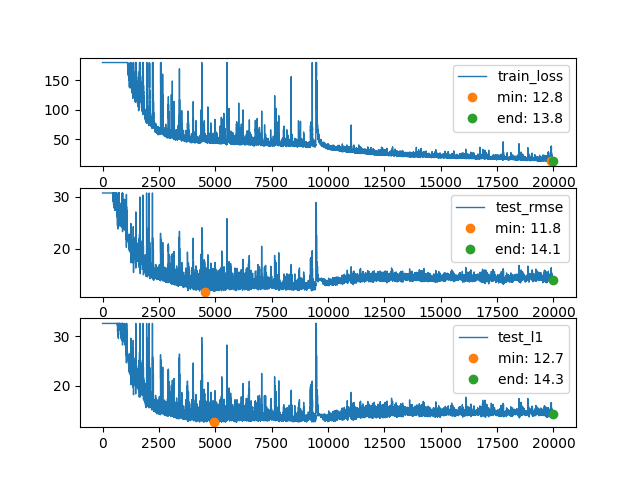 150
100
50
train_loss
min: 12.8
end: 13.8
0 2500 5000 7500 10000 12500 15000 17500 20000
30
20
test_rmse
min: 11.8
end: 14.1
0 2500 5000 7500 10000 12500 15000 17500 20000
30
20
test_l1
min: 12.7
end: 14.3
0 2500 5000 7500 10000 12500 15000 17500 20000